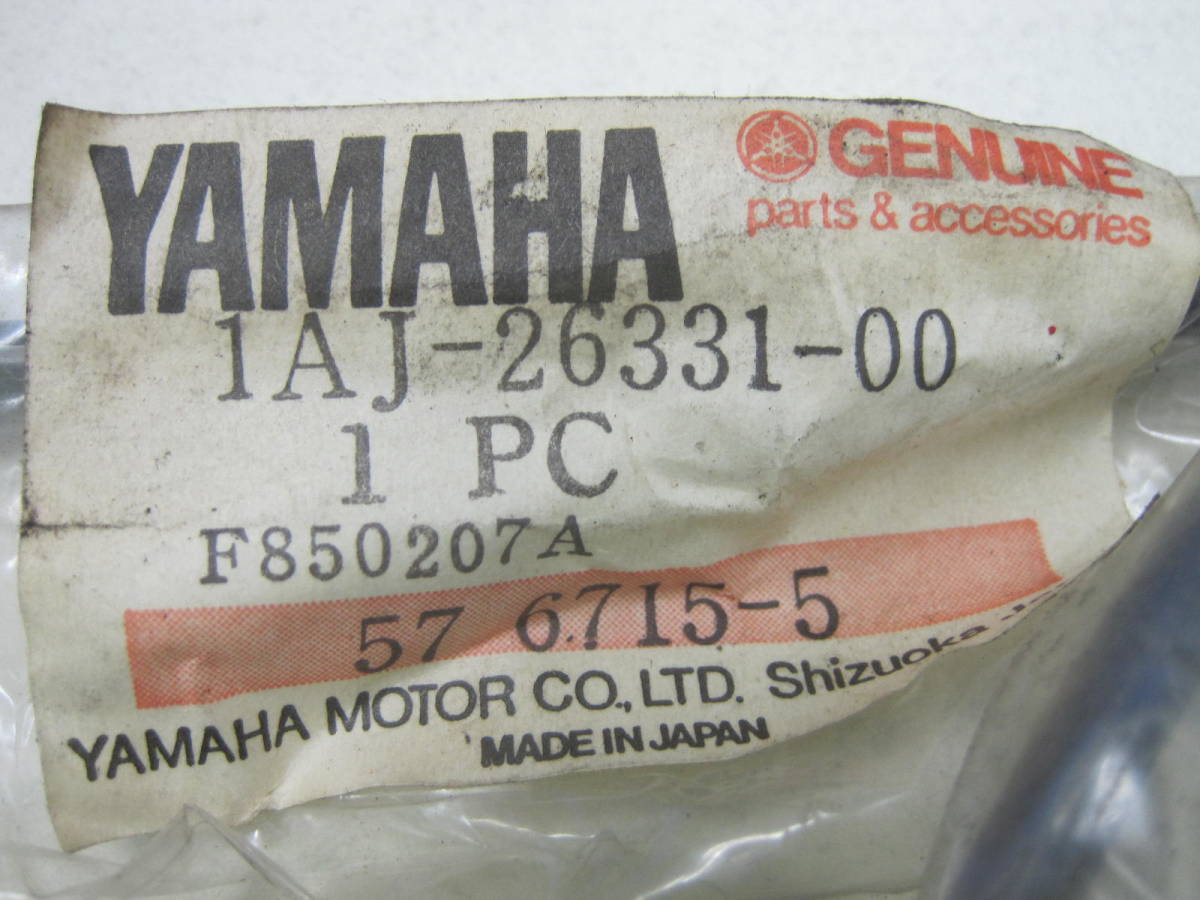 YAMAHA
GENUINE
parts & accessories
1AJ-26331-00
1 PC
F850207A
57 6715-5
YAMAHA MOTOR CO., LTD. Shizuoka
MADE IN JAPAN